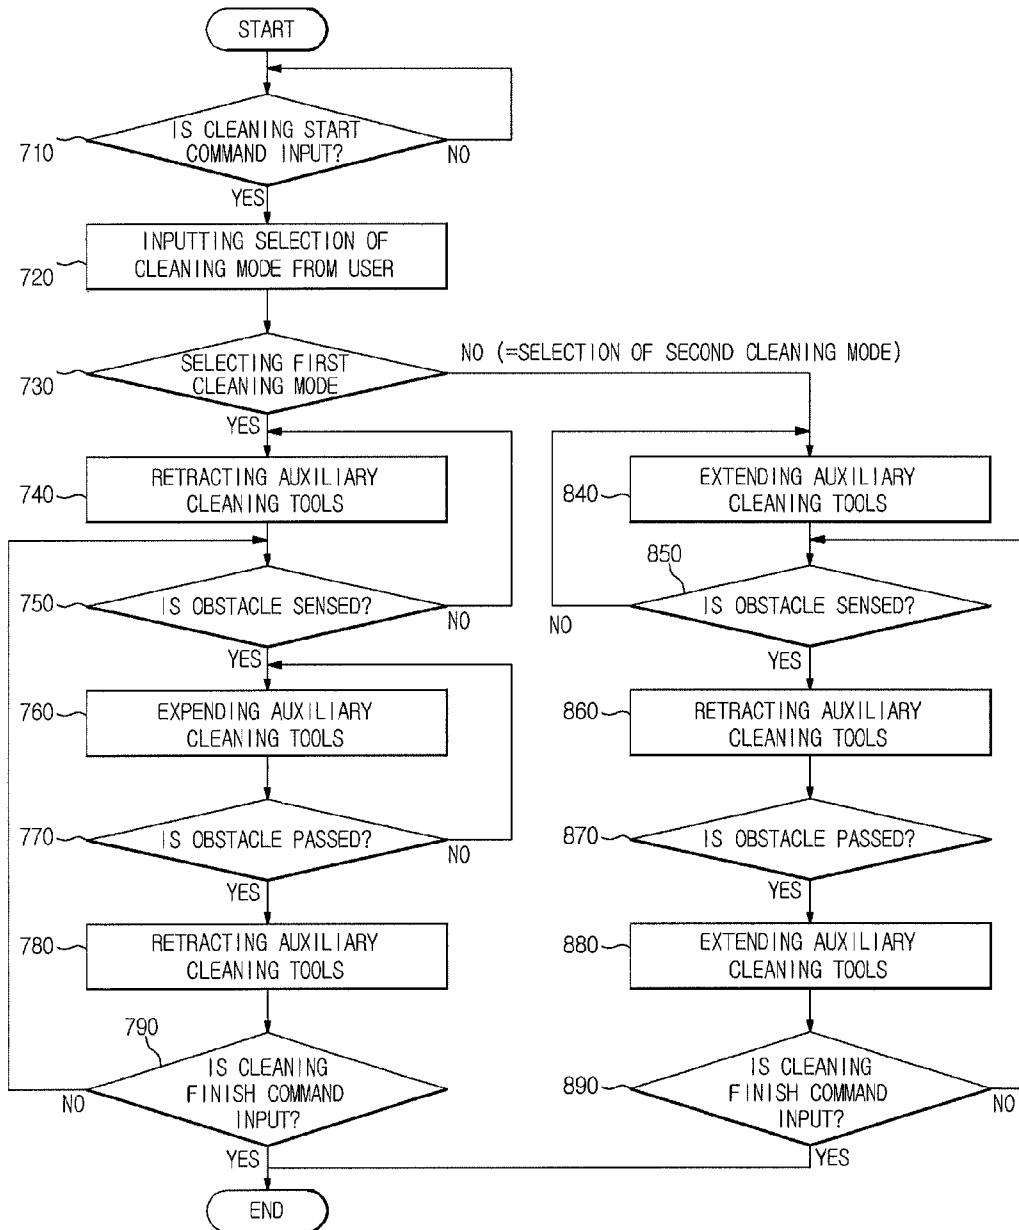 START
IS CLEANING START
COMMAND INPUT?
710
NO
YES
INPUTTING SELECTION OF
CLEANING MODE FROM USER
720
SELECTING FIRST
CLEANING MODE
730
NO (=SELECTION OF SECOND CLEANING MODE)
YES
RETRACTING AUXILIARY
CLEANING TOOLS
740
IS OBSTACLE SENSED?
750
NO
YES
EXPENDING AUXILIARY
CLEANING TOOLS
760
IS OBSTACLE PASSED?
770
NO
YES
RETRACTING AUXILIARY
CLEANING TOOLS
780
790
IS CLEANING
FINISH COMMAND
INPUT?
NO
YES
EXTENDING AUXILIARY
CLEANING TOOLS
840
850
IS OBSTACLE SENSED?
NO
YES
RETRACTING AUXILIARY
CLEANING TOOLS
860
IS OBSTACLE PASSED?
870
YES
EXTENDING AUXILIARY
CLEANING TOOLS
880
IS CLEANING
FINISH COMMAND
INPUT?
890
NO
YES
END